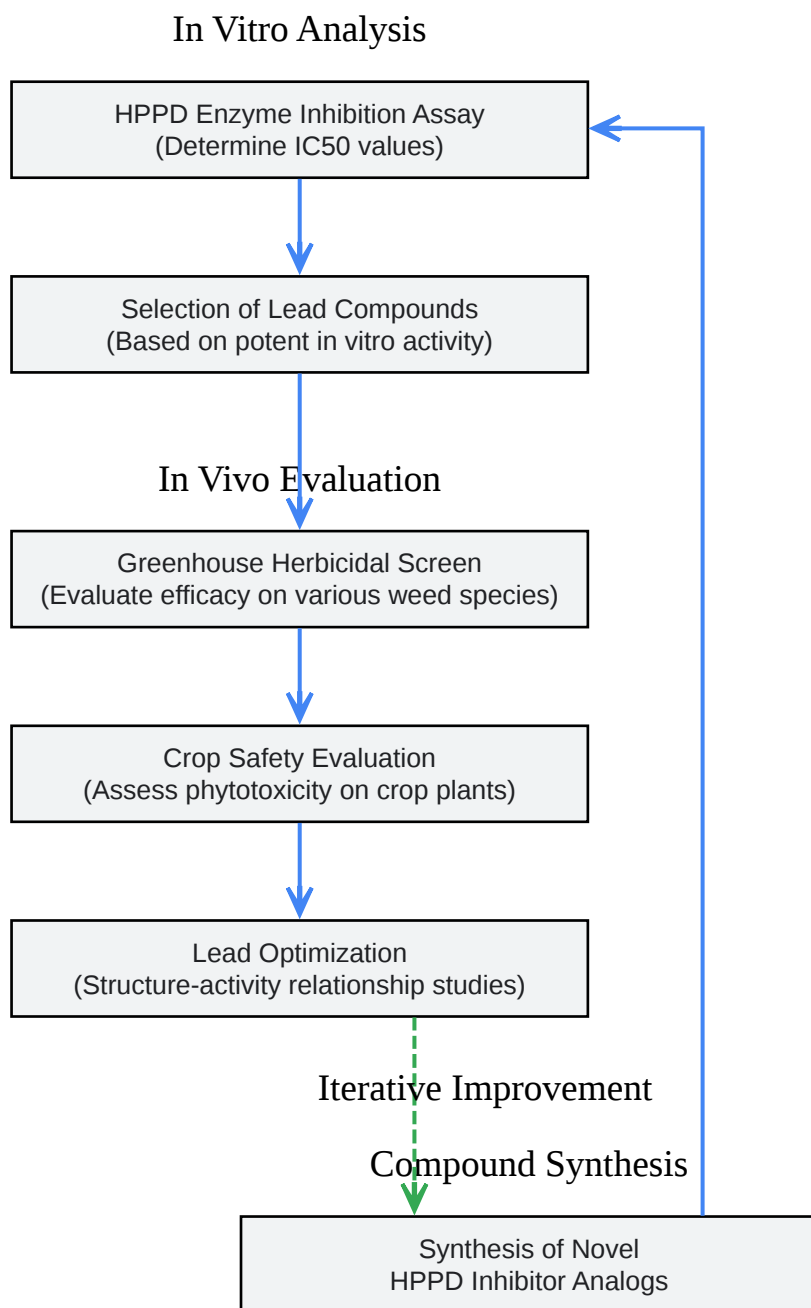 In Vitro Analysis
HPPD Enzyme Inhibition Assay
(Determine IC50 values)
Selection of Lead Compounds
(Based on potent in vitro activity)
In Vivo Evaluation
Greenhouse Herbicidal Screen
(Evaluate efficacy on various weed species)
Crop Safety Evaluation
(Assess phytotoxicity on crop plants)
Lead Optimization
(Structure-activity relationship studies)
Iterative Improvement
Compound Synthesis
Synthesis of Novel
HPPD Inhibitor Analogs